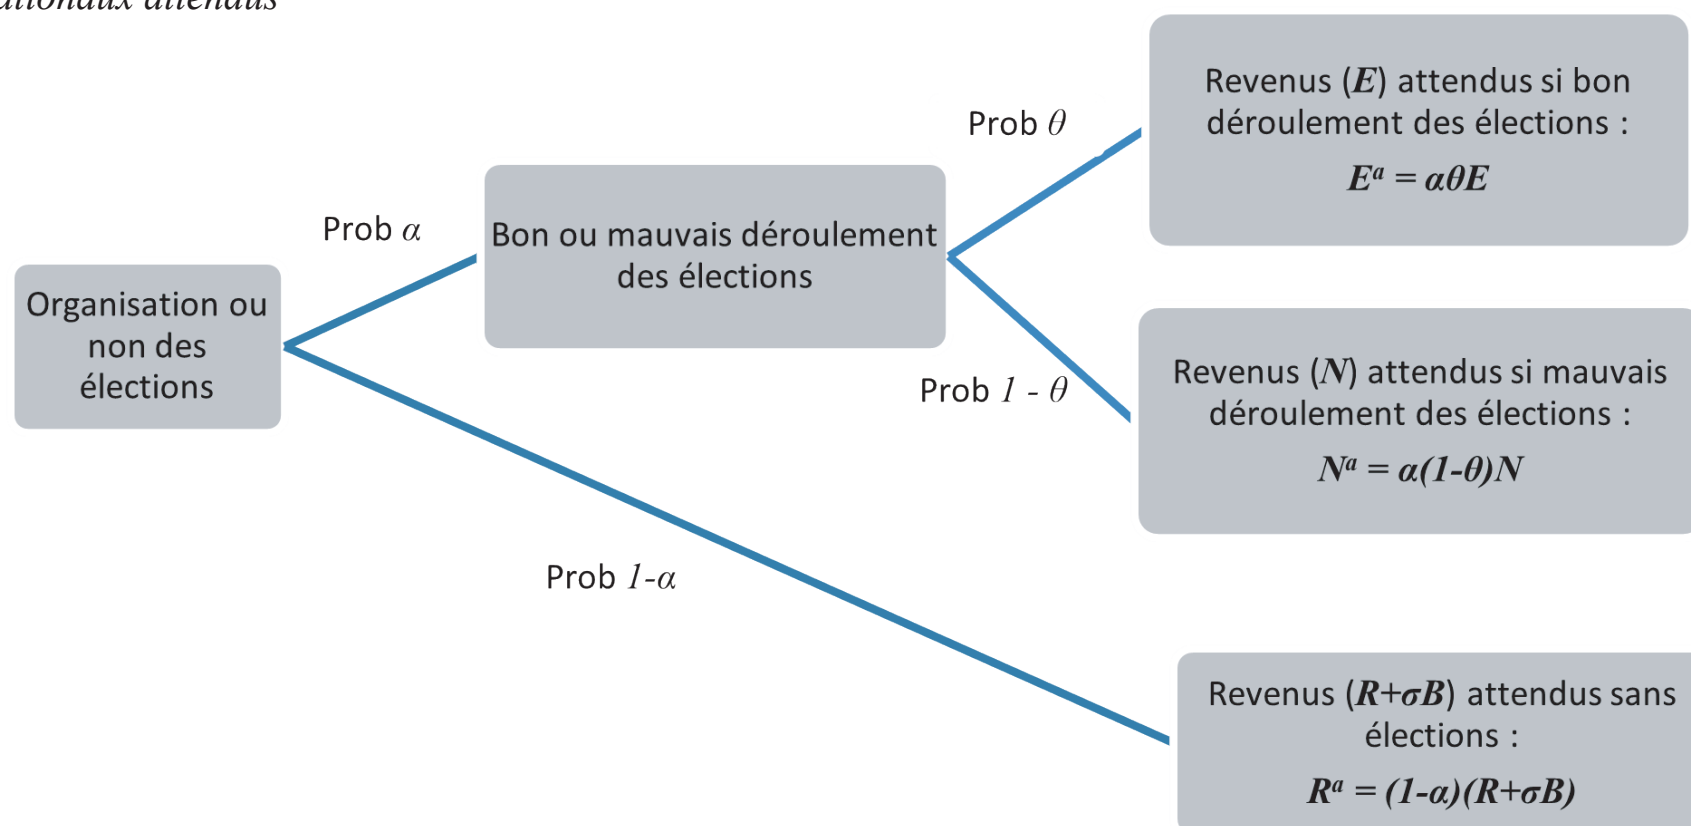 attendus
Revenus (E) attendus si bon
déroulement des élections :
Eᵃ = αθE
Prob θ
Prob α
Bon ou mauvais déroulement
des élections
Organisation ou
non des
élections
Prob 1 - θ
Revenus (N) attendus si mauvais
déroulement des élections :
Nᵃ = α(1-θ)N
Prob 1-α
Revenus (R+σB) attendus sans
élections :
Rᵃ = (1-α)(R+σB)